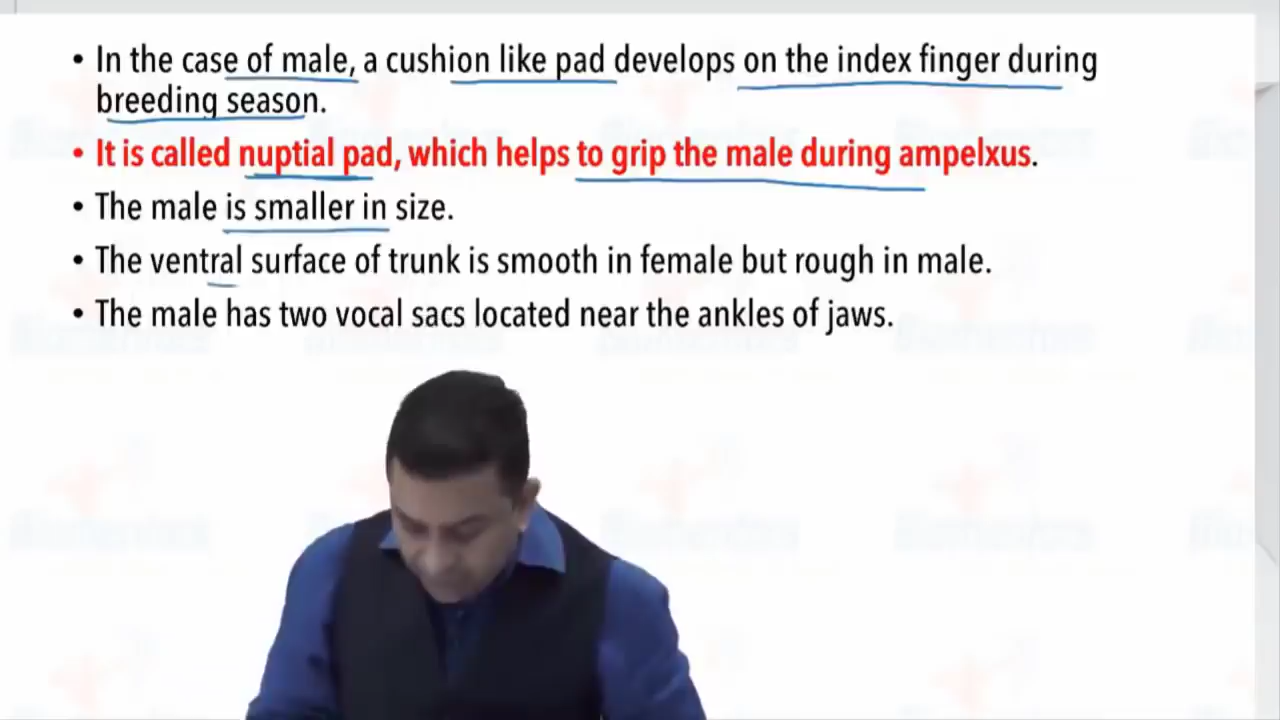 • In the case of male, a cushion like pad develops on the index finger during
breeding season.
• It is called nuptial pad, which helps to grip the male during ampelxus.
• The male is smaller in size.
• The ventral surface of trunk is smooth in female but rough in male.
• The male has two vocal sacs located near the ankles of jaws.